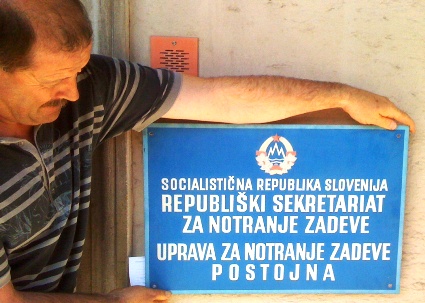 SOCIALISTIČNA REPUBLIKA SLOVENIJA
REPUBLIŠKI SEKRETARIAT
ZA NOTRANJE ZADEVE
UPRAVA ZA NOTRANJE ZADEVE
POSTOJNA